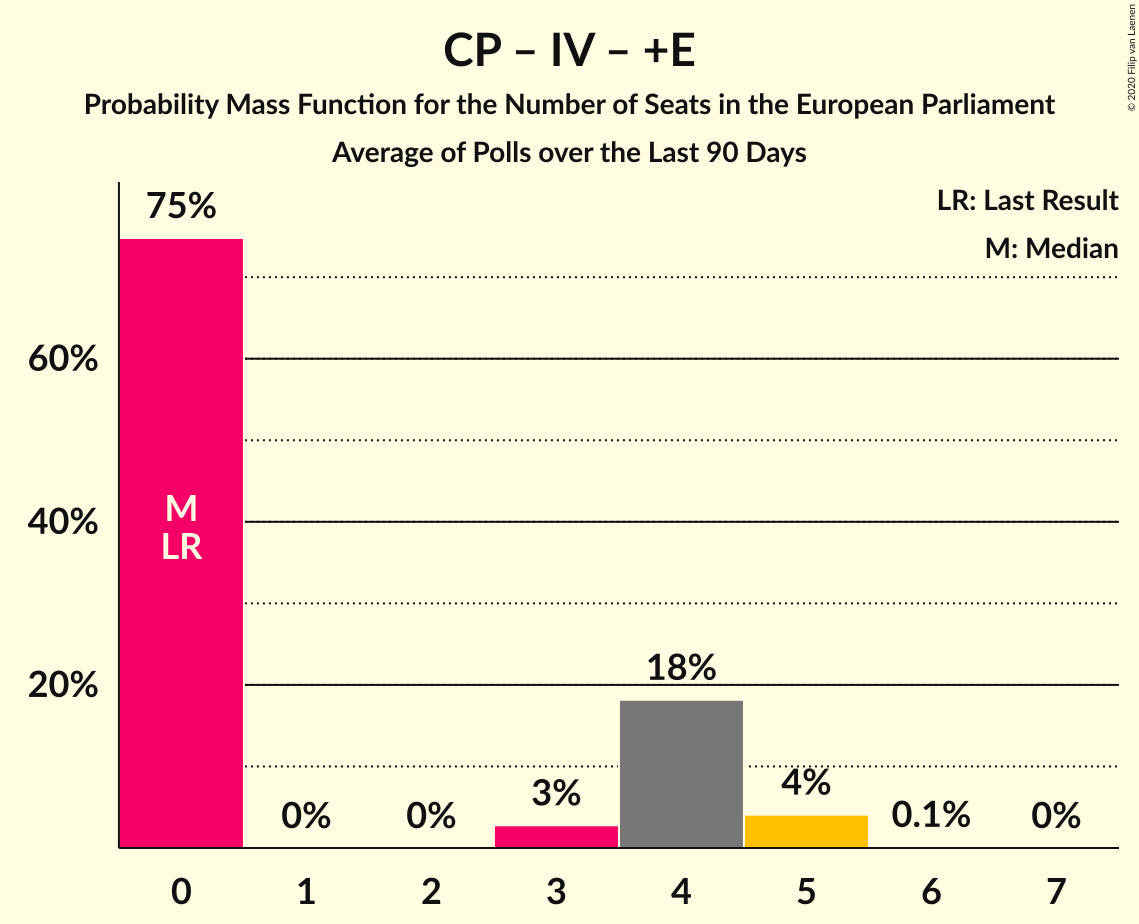 CP – IV – +E
Probability Mass Function for the Number of Seats in the European Parliament
Average of Polls over the Last 90 Days
© 2020 Filip van Laenen
LR: Last Result
M: Median
75%
60%
40%
20%
M
LR
0%
0%
3%
18%
4%
0.1%
0%
0
1
2
3
4
5
6
7